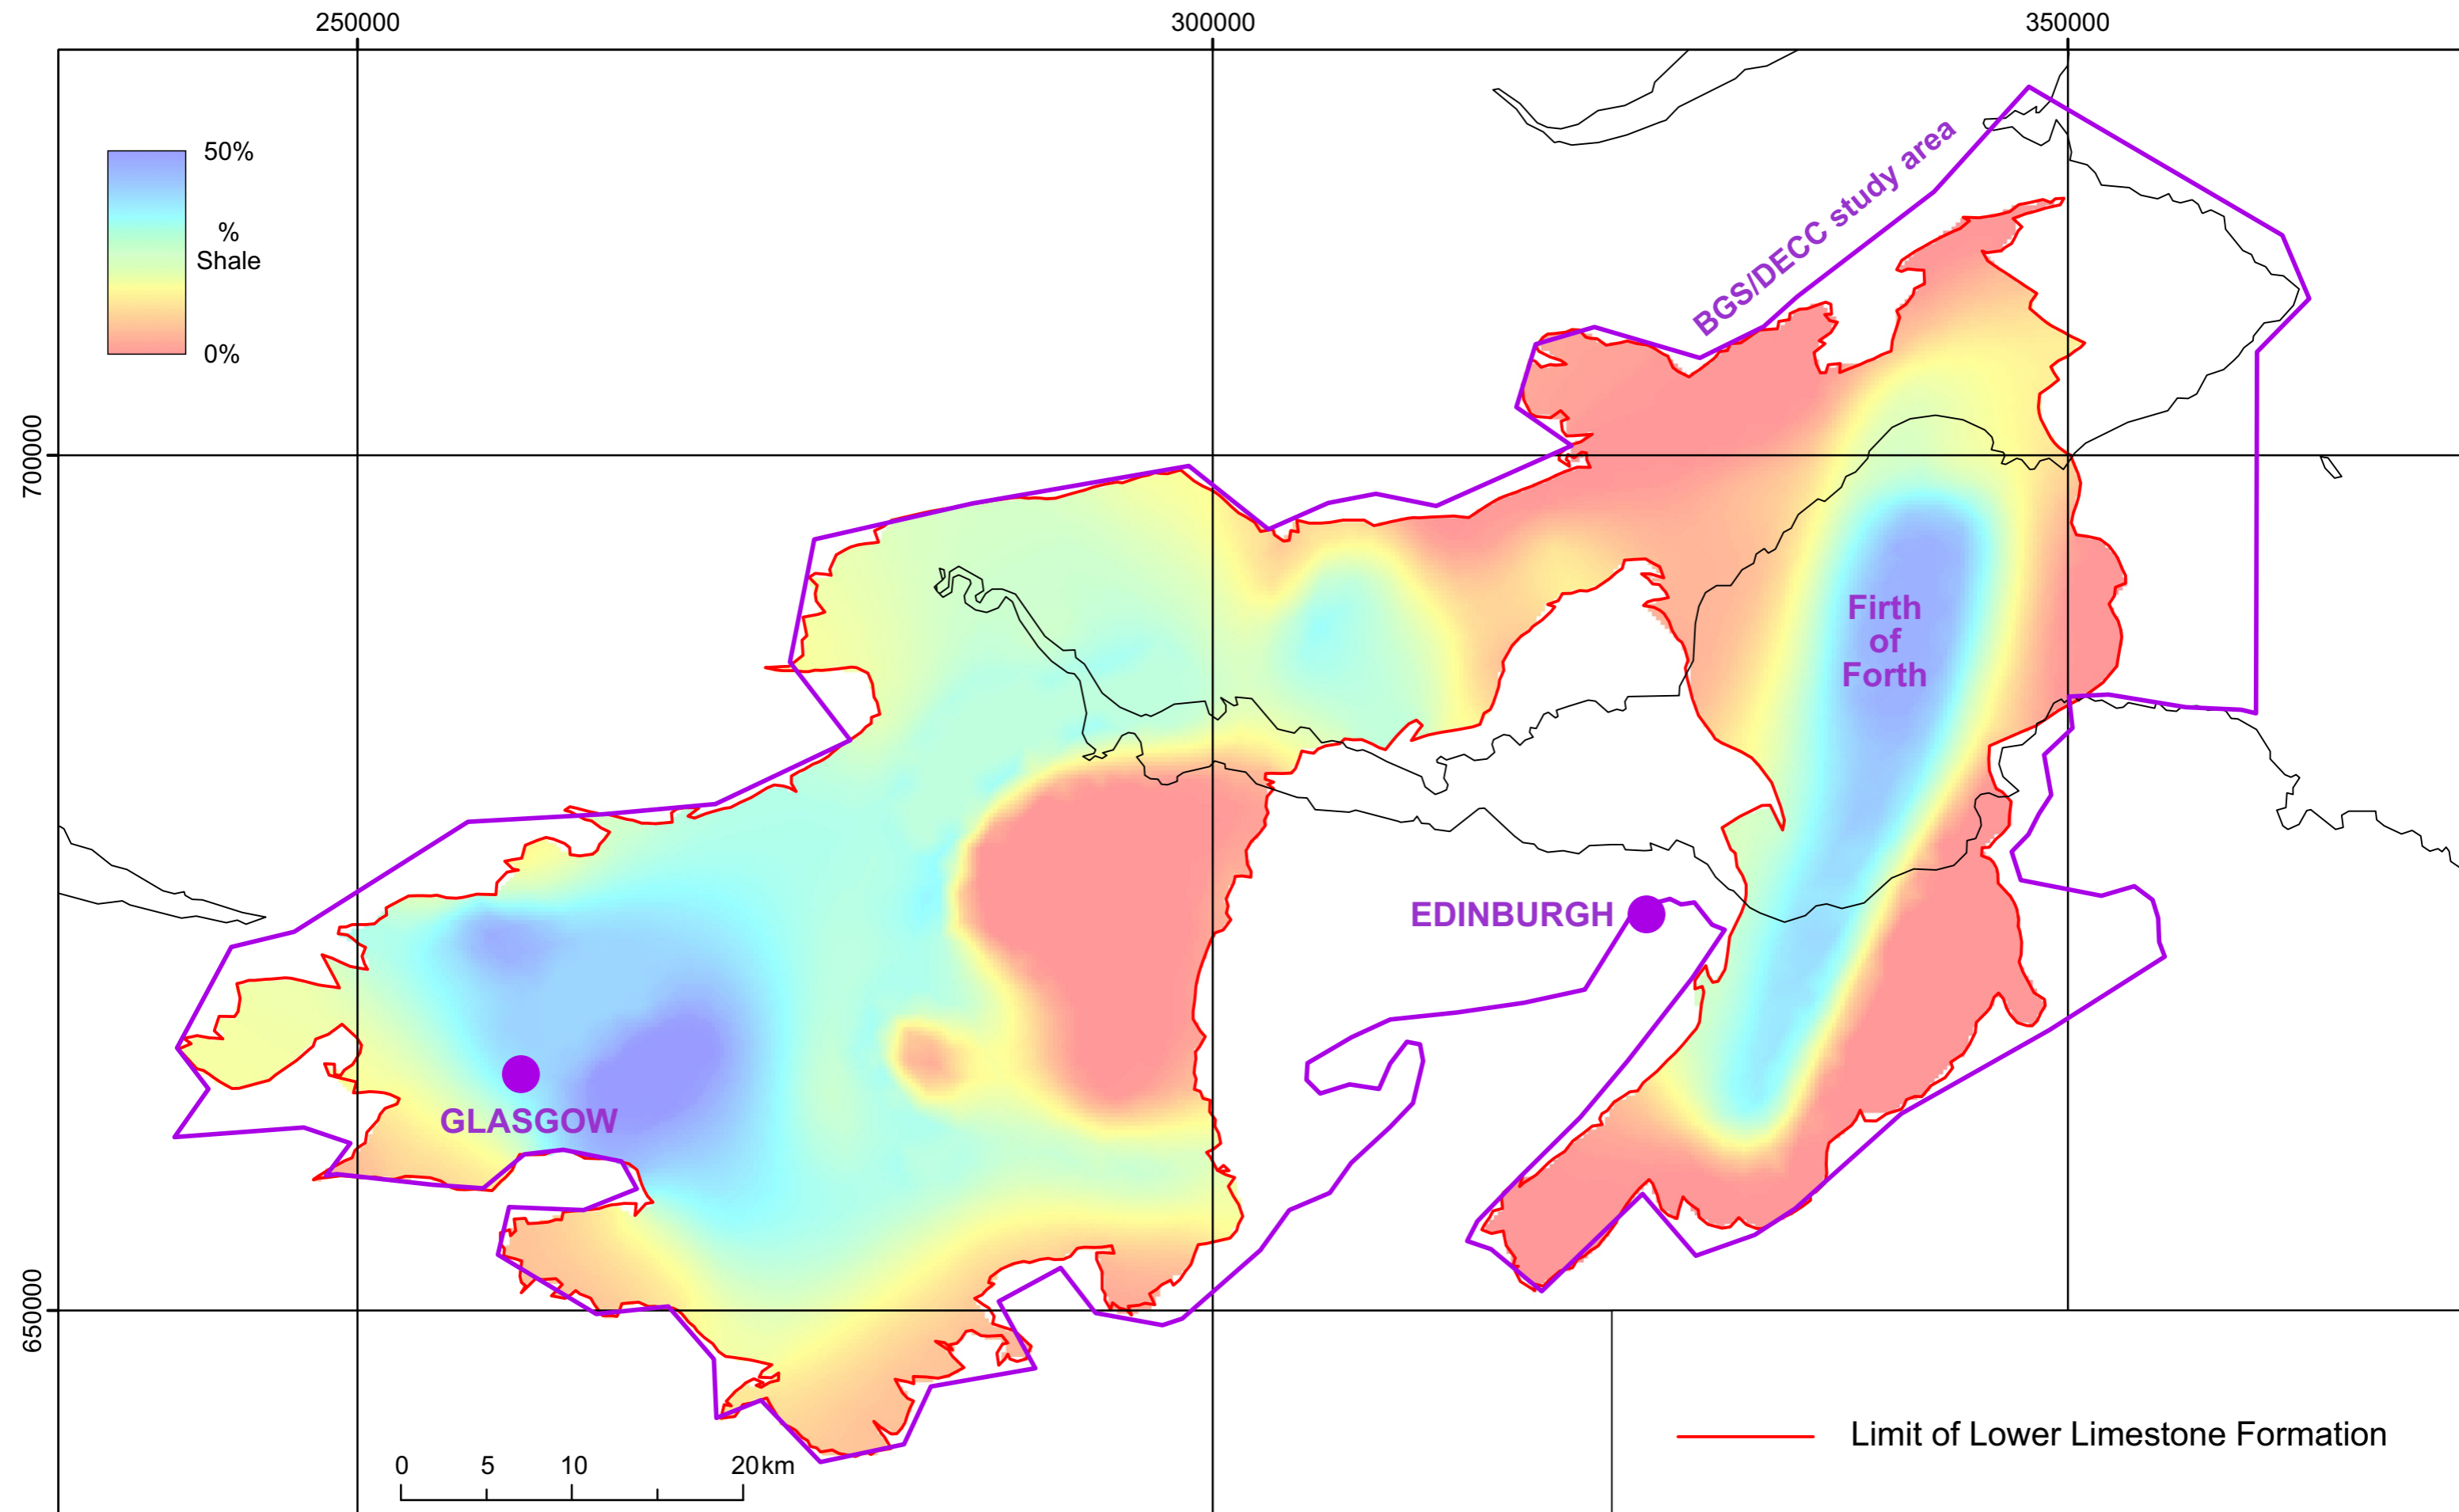 250000
300000
350000
50%
%
Shale
0%
BGS/DECC study area
700000
Firth
of
Forth
EDINBURGH
GLASGOW
650000
0
5
10
20km
Limit of Lower Limestone Formation